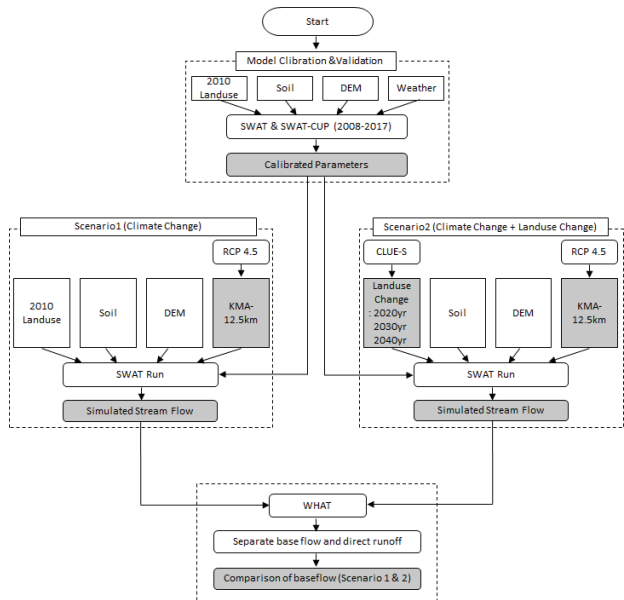 Start
Model Clibration &Validation
2010
Landuse
Soil
DEM
Weather
SWAT & SWAT-CUP (2008-2017)
Calibrated Parameters
Scenario1 (Climate Change)
RCP 4.5
2010
Landuse
Soil
DEM
KMA-
12.5km
SWAT Run
Simulated Stream Flow
Scenario2 (Climate Change + Landuse Change)
CLUE-S
RCP 4.5
Landuse
Change
: 2020yr
2030yr
2040yr
Soil
DEM
KMA-
12.5km
SWAT Run
Simulated Stream Flow
WHAT
Separate base flow and direct runoff
Comparison of baseflow (Scenario 1 & 2)